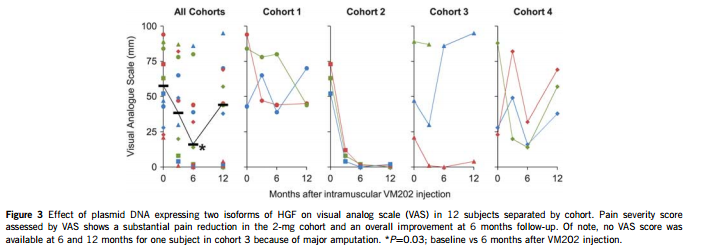 All Cohorts Cohort 1 Cohort 2 Cohort 3 Cohort 4
Visual Analogue Scale (mm)
100
75
50
25
0
*
0 6 12 0 6 12 0 6 12 0 6 12 0 6 12
Months after intramuscular VM202 injection
Figure 3 Effect of plasmid DNA expressing two isoforms of HGF on visual analog scale (VAS) in 12 subjects separated by cohort. Pain severity score
assessed by VAS shows a substantial pain reduction in the 2-mg cohort and an overall improvement at 6 months follow-up. Of note, no VAS score was
available at 6 and 12 months for one subject in cohort 3 because of major amputation. *P=0.03; baseline vs 6 months after VM202 injection.